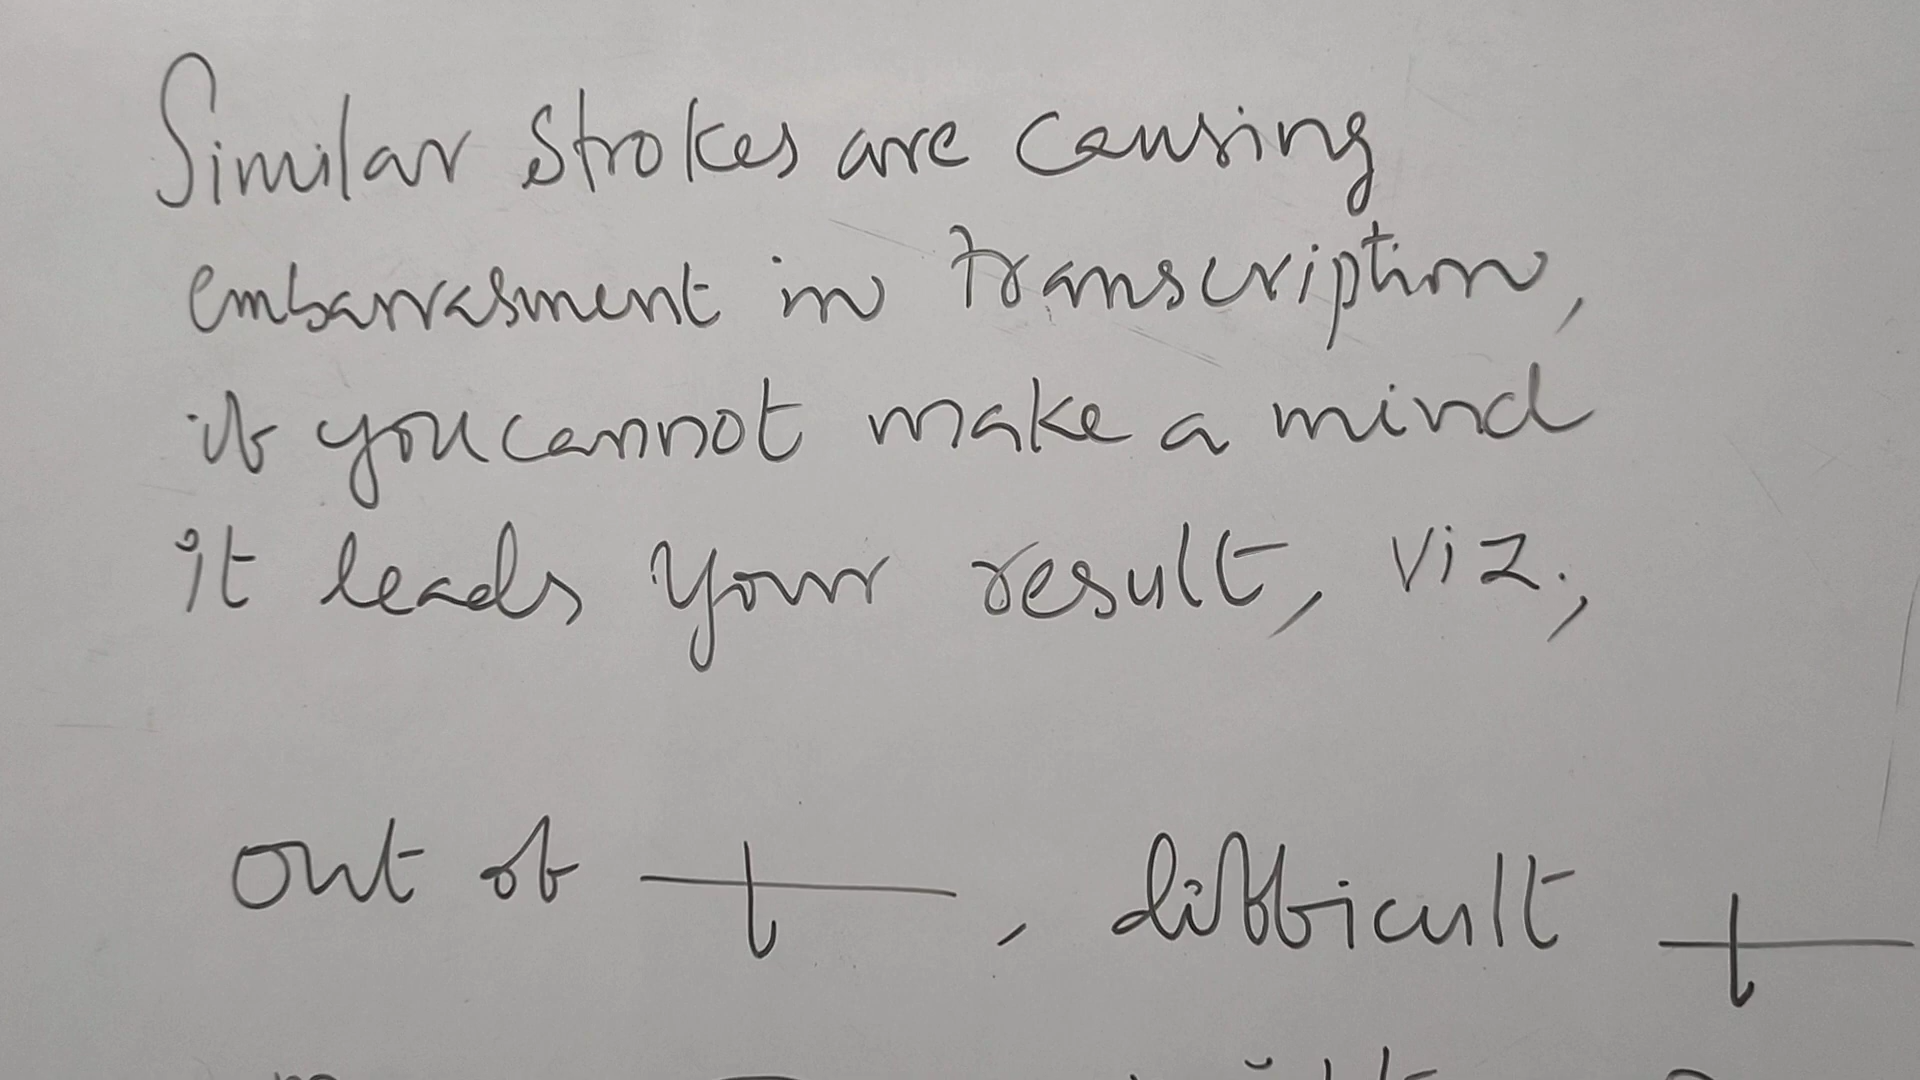 Similar strokes are causing
embarrasment in transcription,
if you cannot make a mind
it leads your result, viz.,
out of , difficult